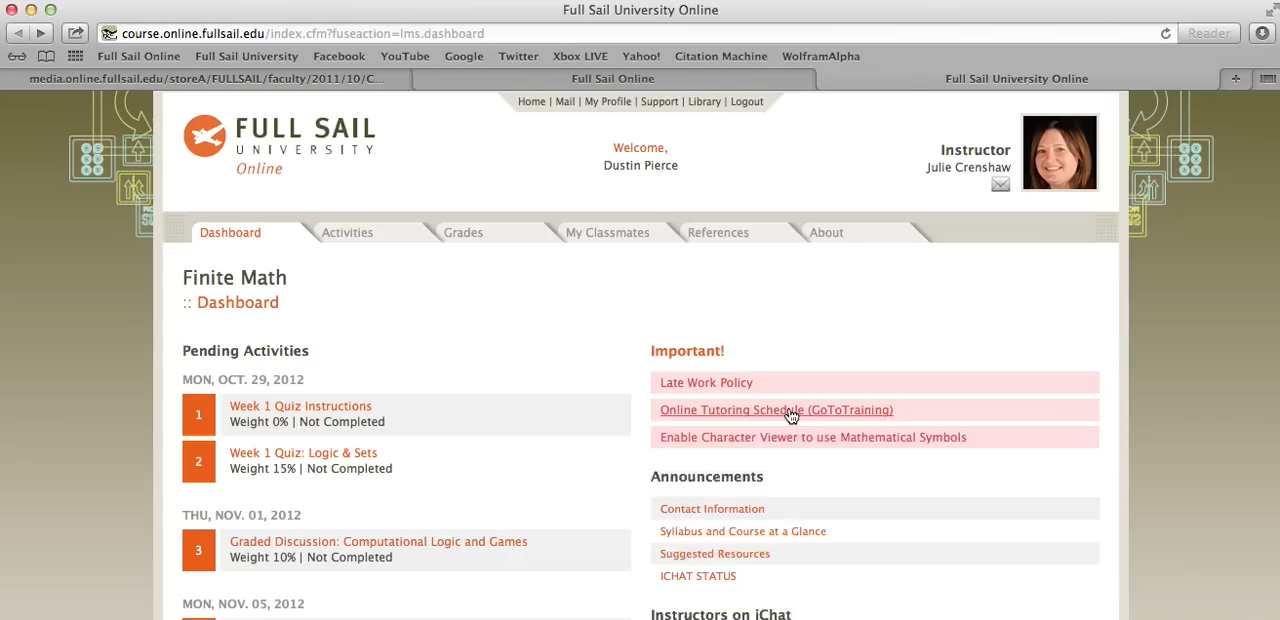 Full Sail University Online
course.online.fullsail.edu/index.cfm?fuseaction=lms.dashboard
Reader
Full Sail Online
Full Sail University
Facebook
YouTube
Google
Twitter
Xbox LIVE
Yahoo!
Citation Machine
WolframAlpha
media.online.fullsail.edu/storeA/FULLSAIL/faculty/2011/10/C...
Full Sail Online
Full Sail University Online
Home | Mail | My Profile | Support | Library | Logout
FULL SAIL
UNIVERSITY
Online
Welcome,
Dustin Pierce
Instructor
Julie Crenshaw
Dashboard
Activities
Grades
My Classmates
References
About
Finite Math
:: Dashboard
Pending Activities
MON, OCT. 29, 2012
1
Week 1 Quiz Instructions
Weight 0% | Not Completed
2
Week 1 Quiz: Logic & Sets
Weight 15% | Not Completed
THU, NOV. 01, 2012
3
Graded Discussion: Computational Logic and Games
Weight 10% | Not Completed
MON, NOV. 05, 2012
Important!
Late Work Policy
Online Tutoring Schedule (GoToTraining)
Enable Character Viewer to use Mathematical Symbols
Announcements
Contact Information
Syllabus and Course at a Glance
Suggested Resources
ICHAT STATUS
Instructors on iChat